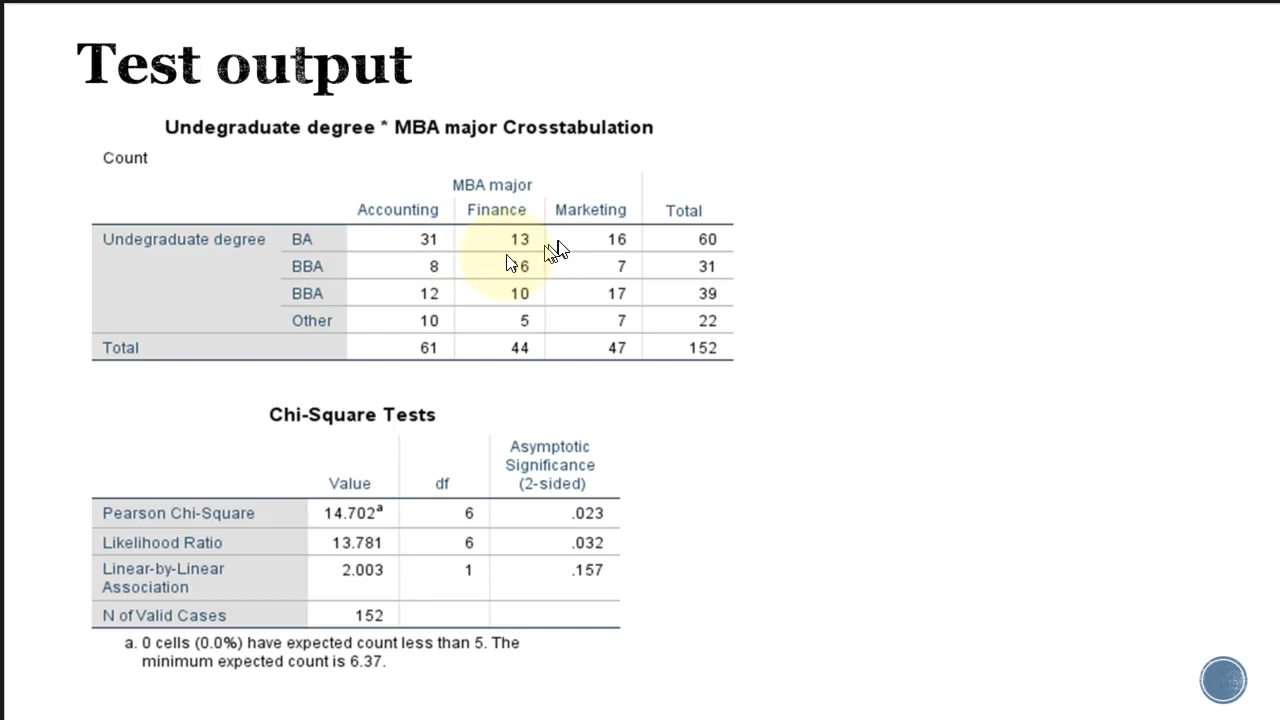 Test output
Undegraduate degree * MBA major Crosstabulation
Count
MBA major
Accounting Finance Marketing Total
Undegraduate degree BA 31 13 16 60
BBA 8 6 7 31
BBA 12 10 17 39
Other 10 5 7 22
Total 61 44 47 152
Chi-Square Tests
Asymptotic
Significance
Value df (2-sided)
Pearson Chi-Square 14.702a 6 .023
Likelihood Ratio 13.781 6 .032
Linear-by-Linear 2.003 1 .157
Association
N of Valid Cases 152
a. 0 cells (0.0%) have expected count less than 5. The
minimum expected count is 6.37.